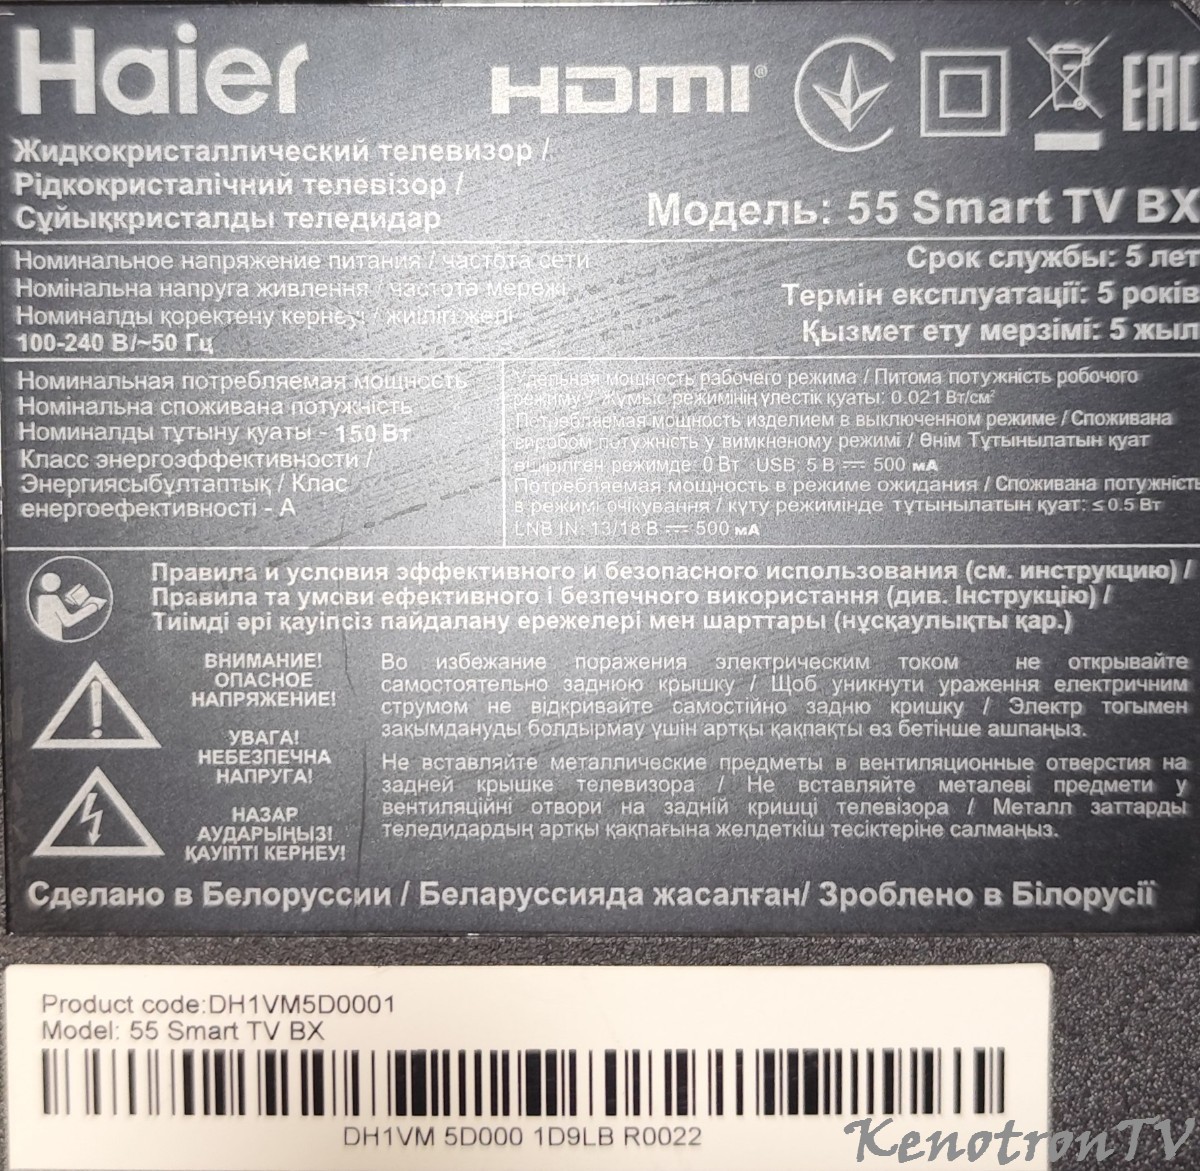 Haier
HDMI®
EAC
Жидкокристаллический телевизор /
Рідкокристалічний телевізор /
Сұйыққристалды теледидар
Модель: 55 Smart TV BX
Номинальное напряжение питания / частота сети
Номінальна напруга живлення / частота мережі
Номиналды коректену кернеуі / жиілігі желі
100-240 В/~50 Гц
Срок службы: 5 лет
Термін експлуатації: 5 років
Қызмет ету мерзімі: 5 жыл
Номинальная потребляемая мощность
Номінальна споживана потужність
Номиналды тұтыну қуаты - 150 Вт
Класс энергоэффективности /
Энергиясыбұлтаптық / Клас
енергоефективності - А
Удельная мощность рабочего режима / Питома потужність робочого
режиму / Жұмыс режимінің үлестік қуаты: 0.021 Вт/см²
Потребляемая мощность изделием в выключенном режиме / Споживана
виробом потужність у вимкненому режимі / Өнім Тұтынылатын қуат
өшірілген режимде: 0 Вт USB: 5 В 500 мА
Потребляемая мощность в режиме ожидания / Споживана потужність
в режимі очікування / күту режимінде тұтынылатын қуат: ≤ 0.5 Вт
LNB IN: 13/18 В 500 мА
Правила и условия эффективного и безопасного использования (см. инструкцию) /
Правила та умови ефективного і безпечного використання (див. Інструкцію) /
Тиімді әрі қауіпсіз пайдалану ережелері мен шарттары (нұсқаулықты қар.)
ВНИМАНИЕ!
ОПАСНОЕ
НАПРЯЖЕНИЕ!
УВАГА!
НЕБЕЗПЕЧНА
НАПРУГА!
НАЗАР
АУДАРЫҢЫЗ!
ҚАУІПТІ КЕРНЕУ!
Во избежание поражения электрическим током не открывайте
самостоятельно заднюю крышку / Щоб уникнути ураження електричним
струмом не відкривайте самостійно задню кришку / Электр тогымен
закымдануды болдырмау үшін артқы қақпақты өз бетінше ашпаңыз.
Не вставляйте металлические предметы в вентиляционные отверстия на
задней крышке телевизора / Не вставляйте металеві предмети у
вентиляційні отвори на задній кришці телевізора / Металл заттарды
теледидардың артқы қақпағына желдеткіш тесіктеріне салмаңыз.
Сделано в Белоруссии / Беларуссияда жасалған/ Зроблено в Білорусії
Product code:DH1VM5D0001
Model: 55 Smart TV BX
DH1VM 5D000 1D9LB R0022
KenotronTV